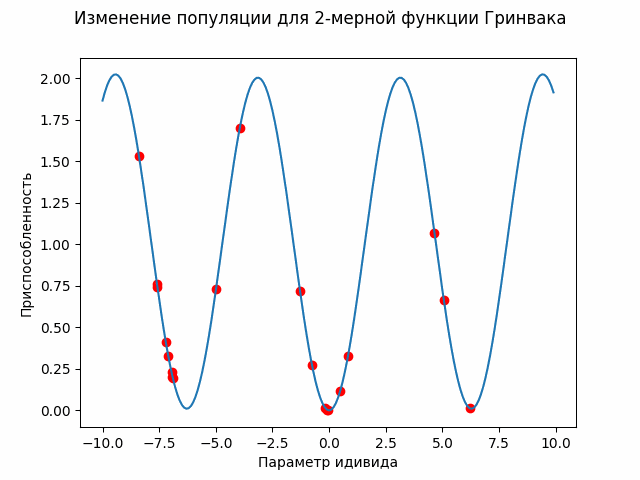 Изменение популяции для 2-мерной функции Гринвака
2.00
1.75
1.50
1.25
1.00
0.75
0.50
0.25
0.00
Приспособленность
−10.0 −7.5 −5.0 −2.5 0.0 2.5 5.0 7.5 10.0
Параметр идивида